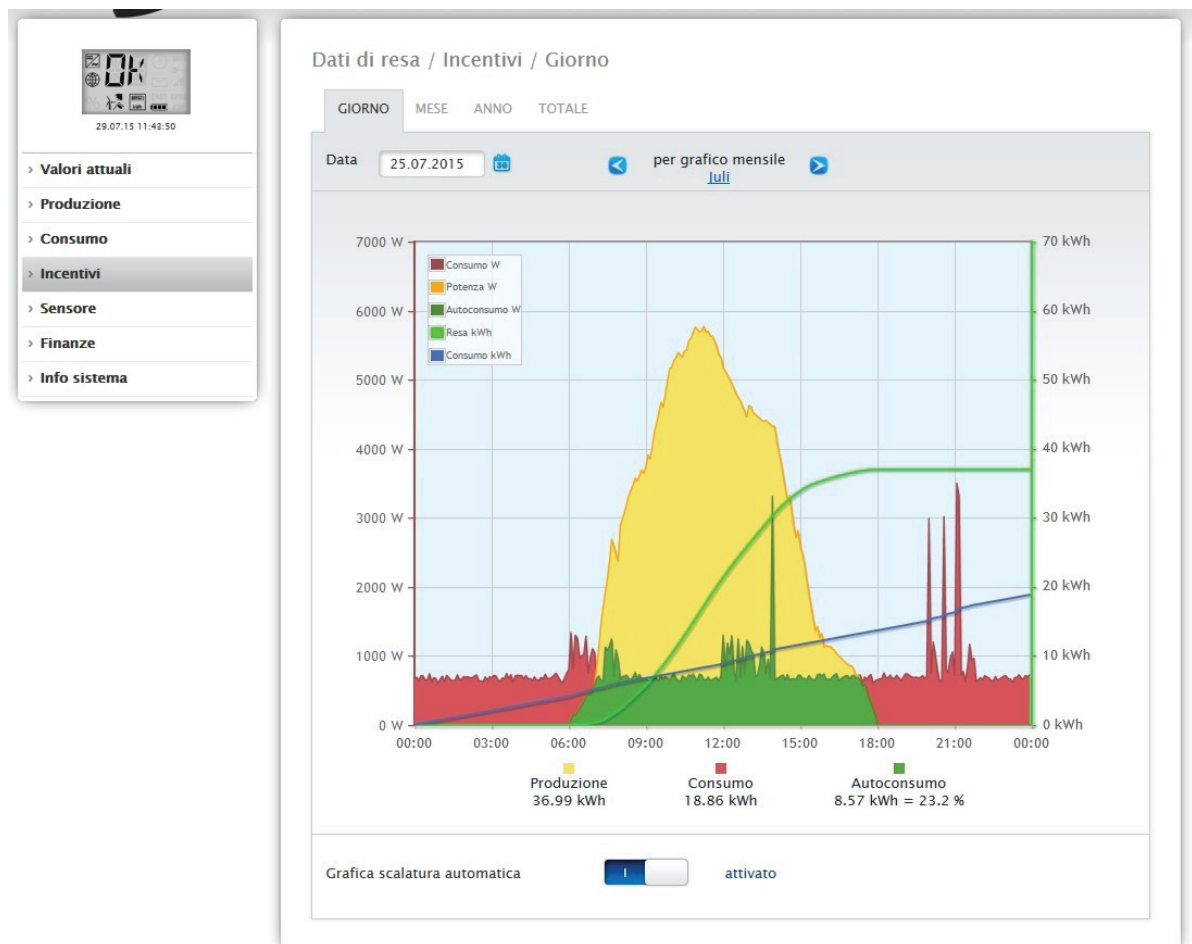 OK
29.07.15 11:43:50
Valori attuali
Produzione
Consumo
Incentivi
Sensore
Finanze
Info sistema
Dati di resa / Incentivi / Giorno
GIORNO MESE ANNO TOTALE
Data 25.07.2015 30 per grafico mensile
Juli
7000 W 70 kWh
Consumo W
Potenza W
6000 W Autoconsumo W 60 kWh
Resa kWh
Consumo kWh
5000 W 50 kWh
4000 W 40 kWh
3000 W 30 kWh
2000 W 20 kWh
1000 W 10 kWh
0 W 0 kWh
00:00 03:00 06:00 09:00 12:00 15:00 18:00 21:00 00:00
Produzione Consumo Autoconsumo
36.99 kWh 18.86 kWh 8.57 kWh = 23.2 %
Grafica scalatura automatica I attivato